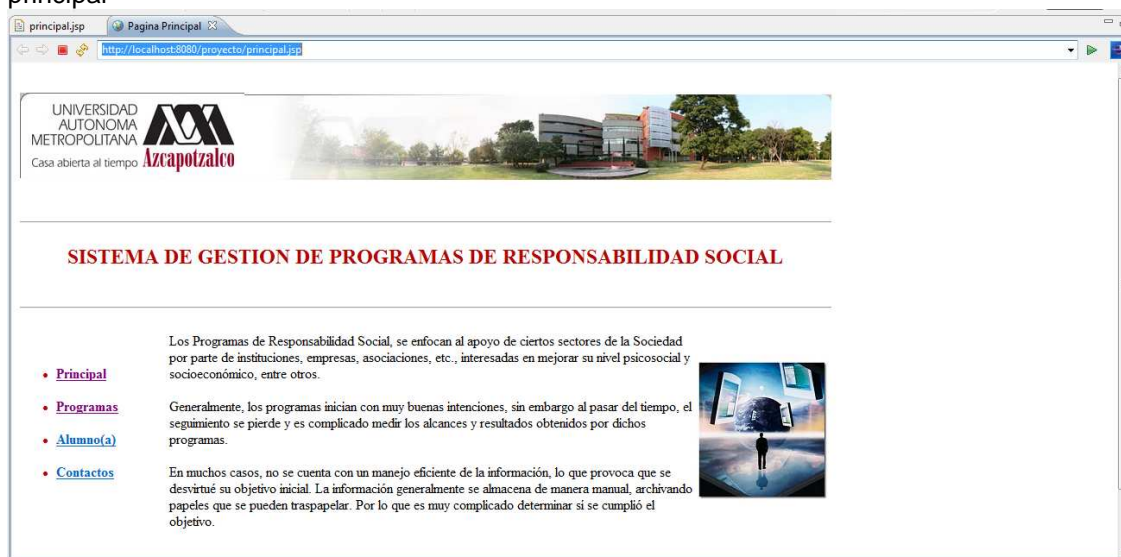 principal
principal.jsp
Pagina Principal
http://localhost:8080/proyecto/principal.jsp
UNIVERSIDAD
AUTONOMA
METROPOLITANA
Casa abierta al tiempo Azcapotzalco
SISTEMA DE GESTION DE PROGRAMAS DE RESPONSABILIDAD SOCIAL
Principal
Programas
Alumno(a)
Contactos
Los Programas de Responsabilidad Social, se enfocan al apoyo de ciertos sectores de la Sociedad
por parte de instituciones, empresas, asociaciones, etc., interesadas en mejorar su nivel psicosocial y
socioeconómico, entre otros.
Generalmente, los programas inician con muy buenas intenciones, sin embargo al pasar del tiempo, el
seguimiento se pierde y es complicado medir los alcances y resultados obtenidos por dichos
programas.
En muchos casos, no se cuenta con un manejo eficiente de la información, lo que provoca que se
desvirtué su objetivo inicial. La información generalmente se almacena de manera manual, archivando
papeles que se pueden traspapelar. Por lo que es muy complicado determinar si se cumplió el
objetivo.